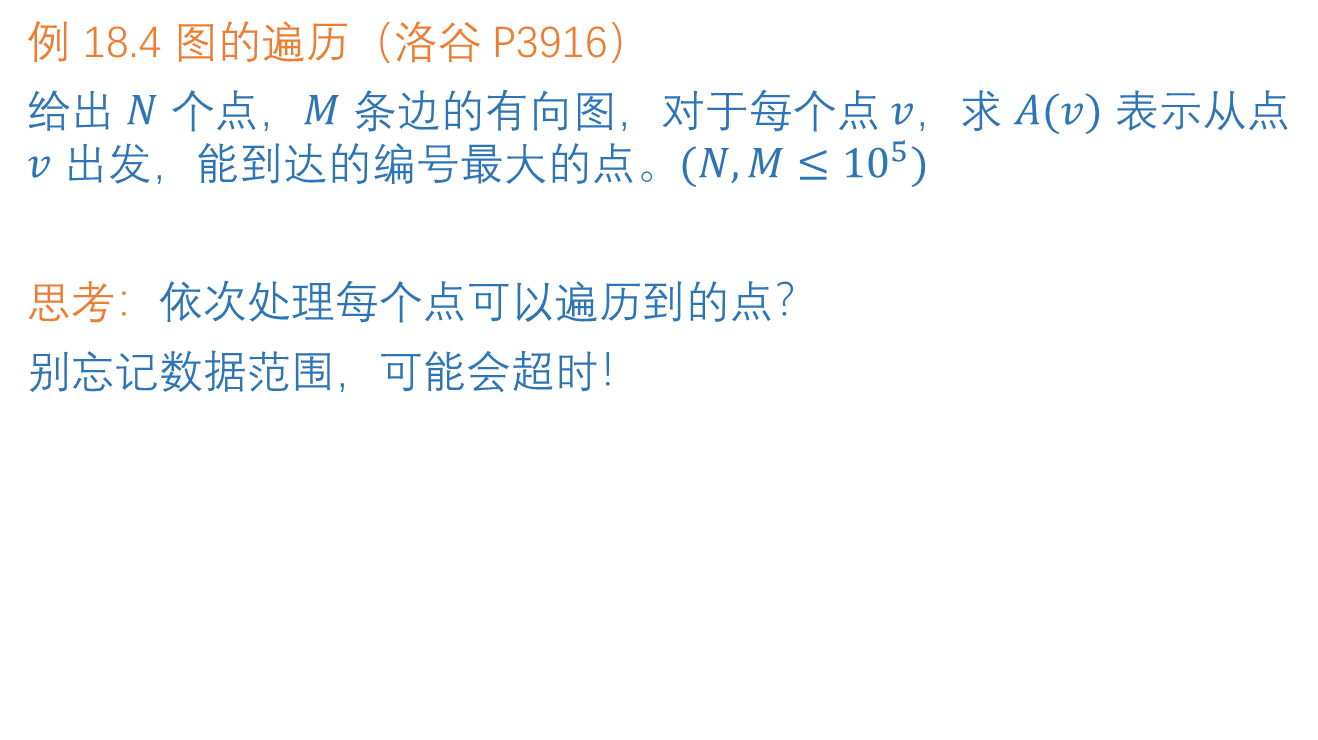 例 18.4 图的遍历（洛谷 P3916）
给出 N 个点，M 条边的有向图，对于每个点 v，求 A(v) 表示从点
v 出发，能到达的编号最大的点。(N, M ≤ 10⁵)
思考：依次处理每个点可以遍历到的点？
别忘记数据范围，可能会超时！